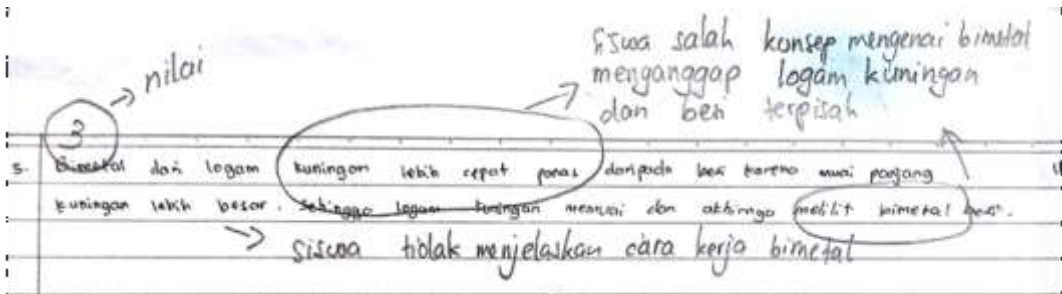 nilai
siswa salah konsep mengenai bimetal
menganggap logam kuningan
dan besi terpisah
3
5. Bimetal dari logam kuningan lebih cepat panas daripada besi karena muai panjang
kuningan lebih besar. Sehingga logam kuningan memuai dan akhirnya melilit bimetal besi.
siswa tidak menjelaskan cara kerja bimetal